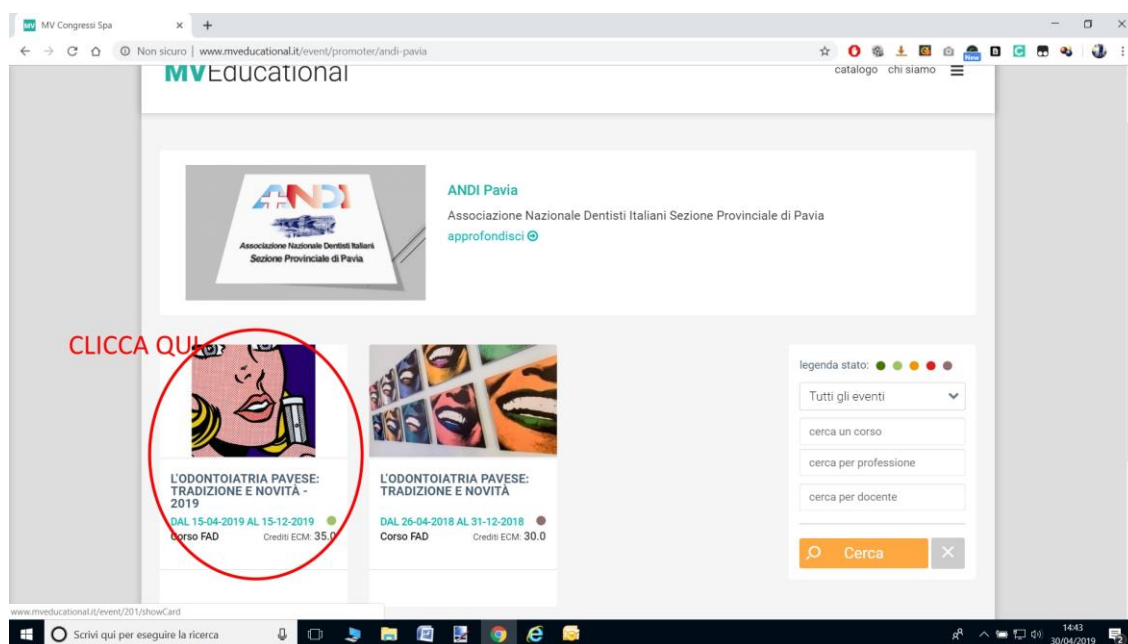 MV MV Congressi Spa
Non sicuro | www.mveducational.it/event/promoter/andi-pavia
New
MVEducational
catalogo chi siamo
ANDI
Associazione Nazionale Dentisti Italiani
Sezione Provinciale di Pavia
ANDI Pavia
Associazione Nazionale Dentisti Italiani Sezione Provinciale di Pavia
approfondisci
CLICCA QUI
L'ODONTOIATRIA PAVESE:
TRADIZIONE E NOVITÀ -
2019
DAL 15-04-2019 AL 15-12-2019
Corso FAD Crediti ECM: 35.0
L'ODONTOIATRIA PAVESE:
TRADIZIONE E NOVITÀ
DAL 26-04-2018 AL 31-12-2018
Corso FAD Crediti ECM: 30.0
legenda stato:
Tutti gli eventi
cerca un corso
cerca per professione
cerca per docente
Cerca
www.mveducational.it/event/201/showCard
Scrivi qui per eseguire la ricerca
14:43
30/04/2019
2